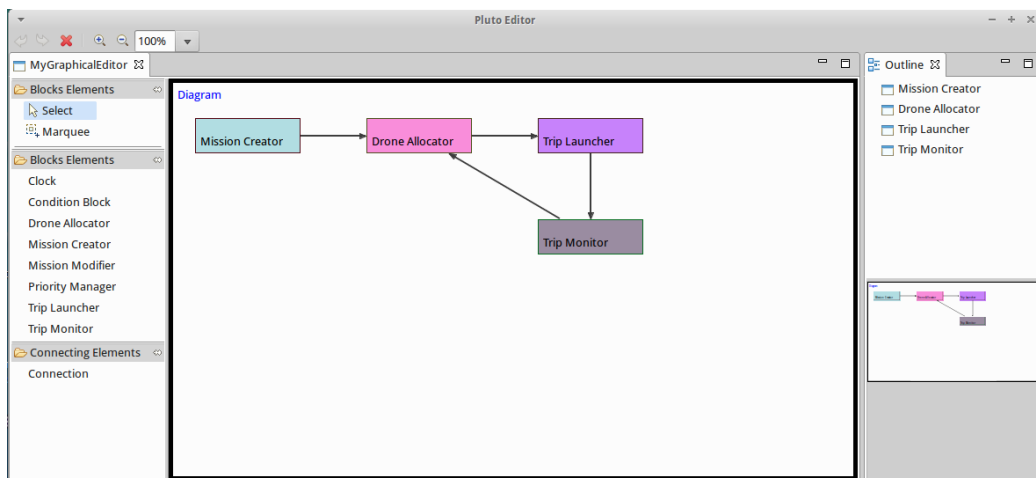 Pluto Editor
100%
MyGraphicalEditor
Blocks Elements
Select
Marquee
Blocks Elements
Clock
Condition Block
Drone Allocator
Mission Creator
Mission Modifier
Priority Manager
Trip Launcher
Trip Monitor
Connecting Elements
Connection
Diagram
Mission Creator
Drone Allocator
Trip Launcher
Trip Monitor
Outline
Mission Creator
Drone Allocator
Trip Launcher
Trip Monitor